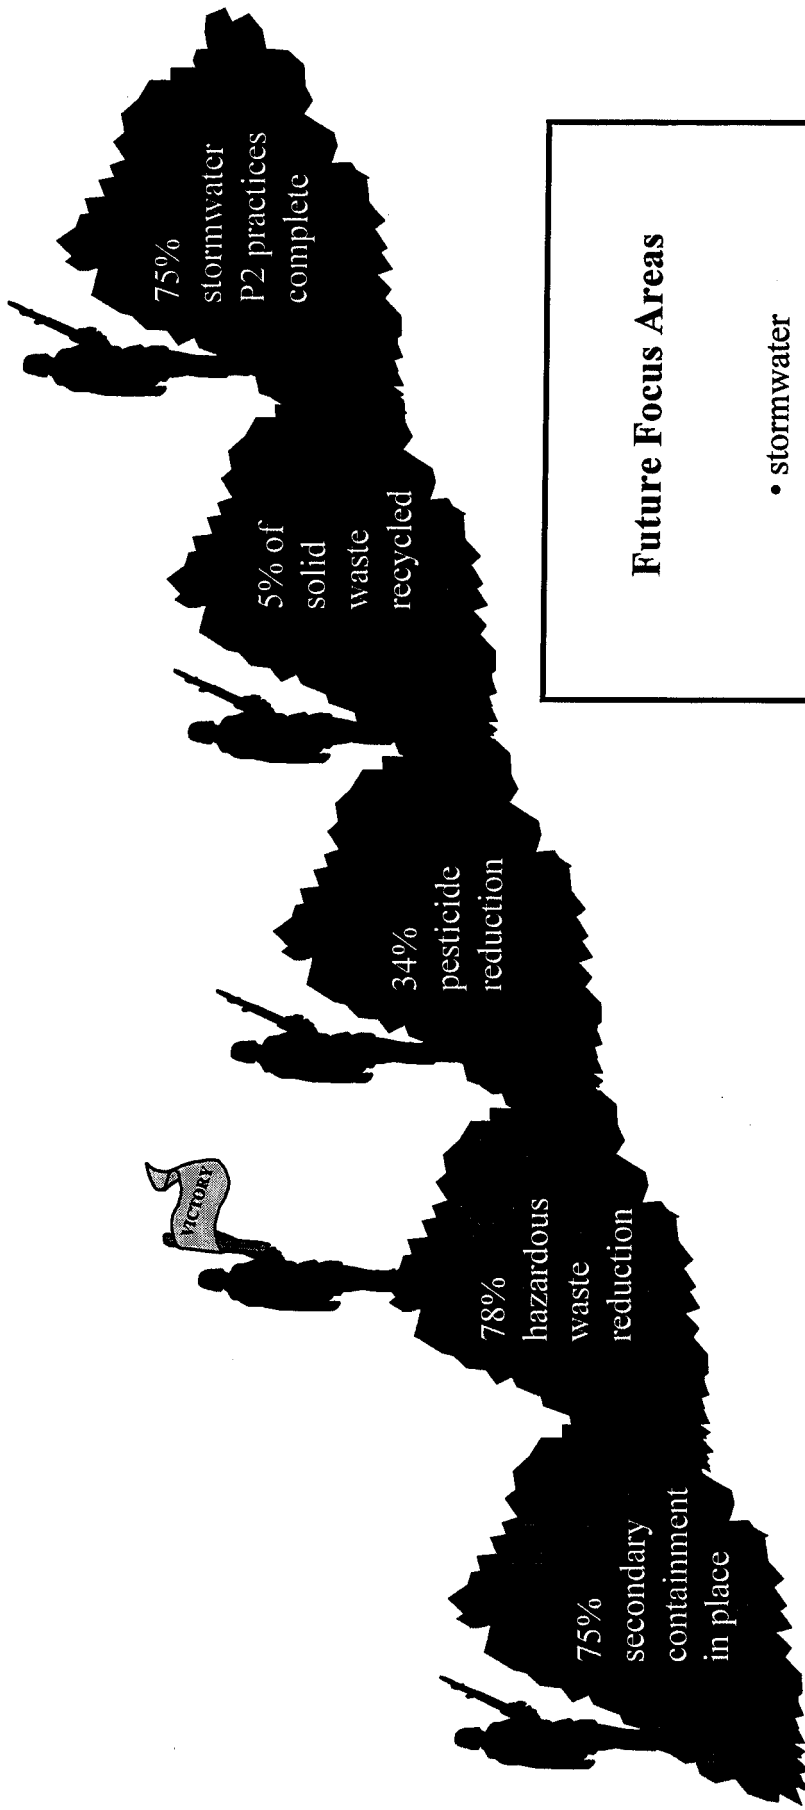 75%
stormwater
P2 practices
complete
5% of
solid
waste
recycled
34%
pesticide
reduction
VICTORY
78%
hazardous
waste
reduction
75%
secondary
containment
in place
Future Focus Areas
• stormwater